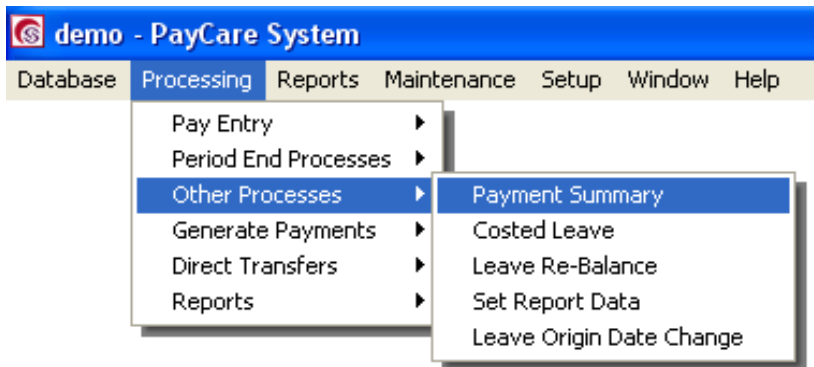 demo - PayCare System
Database Processing Reports Maintenance Setup Window Help
Pay Entry
Period End Processes
Other Processes
Generate Payments
Direct Transfers
Reports
Payment Summary
Costed Leave
Leave Re-Balance
Set Report Data
Leave Origin Date Change